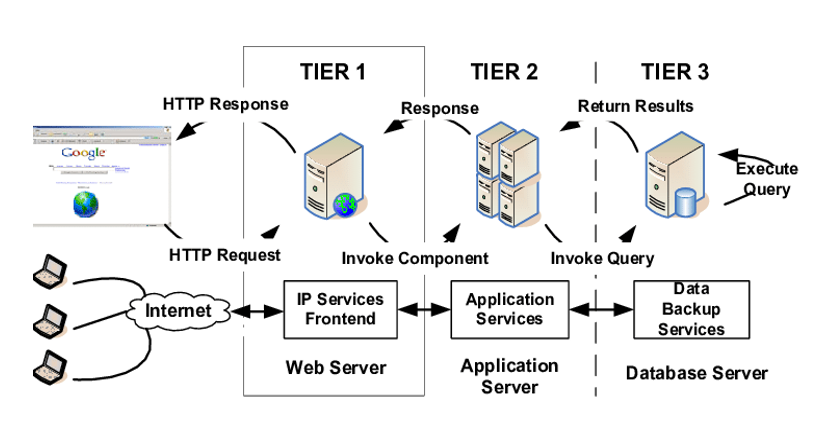 TIER 1
TIER 2
TIER 3
HTTP Response
Response
Return Results
Google
Execute
Query
HTTP Request
Invoke Component
Invoke Query
Internet
IP Services
Frontend
Application
Services
Data
Backup
Services
Web Server
Application
Server
Database Server